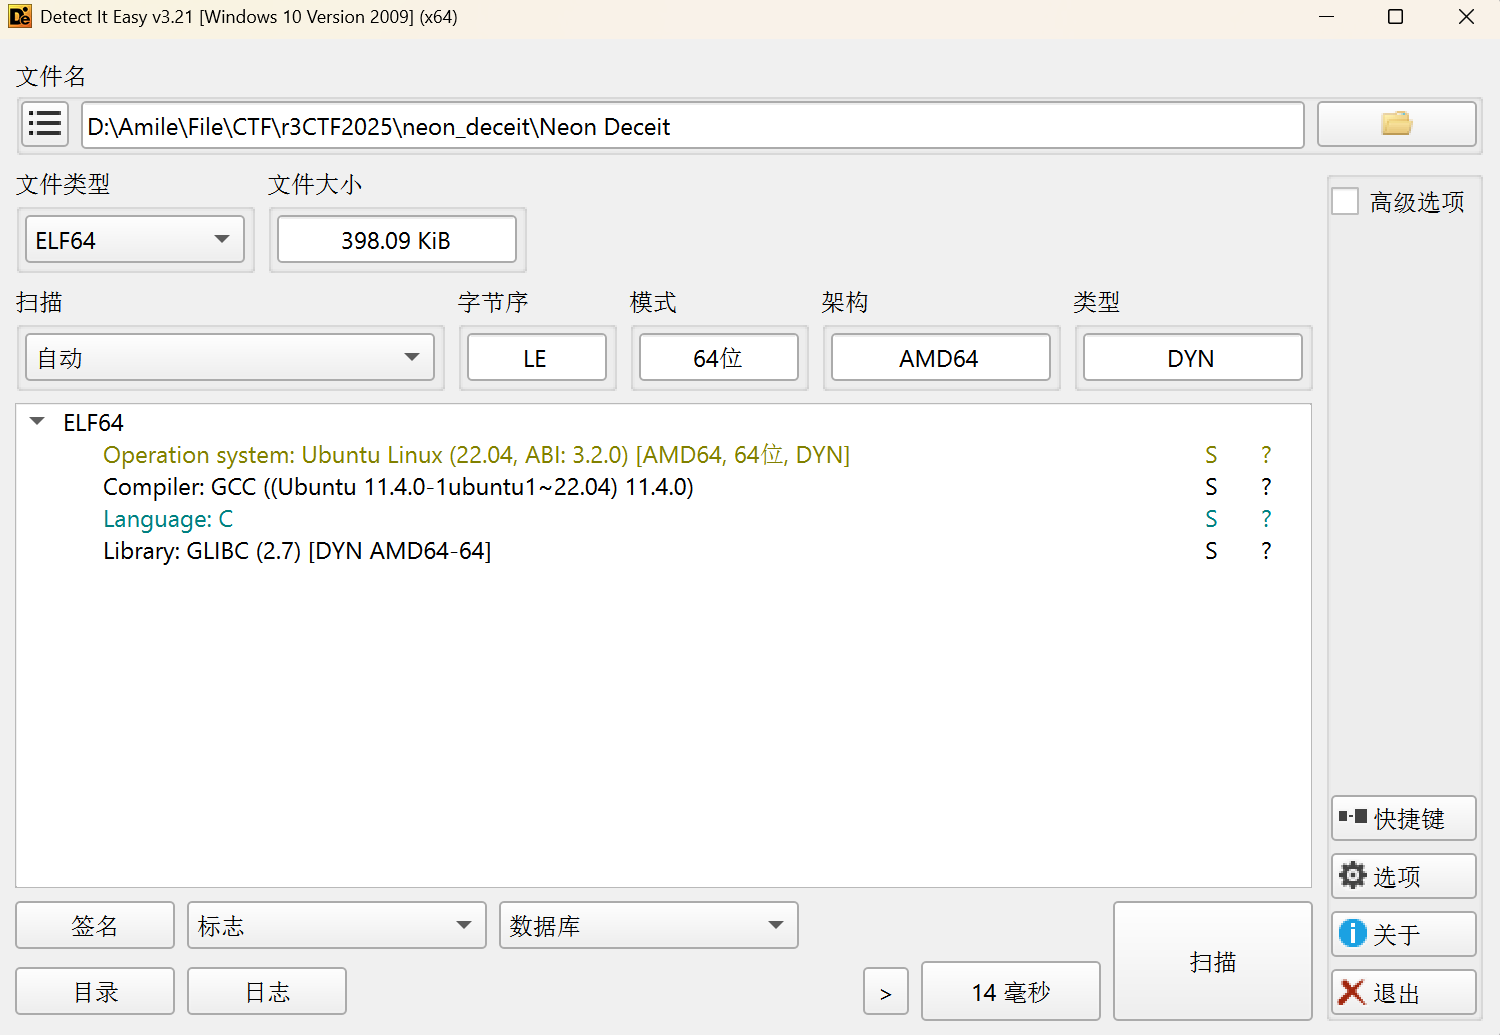 Detect It Easy v3.21 [Windows 10 Version 2009] (x64)
文件名
D:\Amile\File\CTF\r3CTF2025\neon_deceit\Neon Deceit
文件类型 文件大小
高级选项
ELF64 398.09 KiB
扫描 字节序 模式 架构 类型
自动 LE 64位 AMD64 DYN
ELF64
Operation system: Ubuntu Linux (22.04, ABI: 3.2.0) [AMD64, 64位, DYN] S ?
Compiler: GCC ((Ubuntu 11.4.0-1ubuntu1~22.04) 11.4.0) S ?
Language: C S ?
Library: GLIBC (2.7) [DYN AMD64-64] S ?
快捷键
选项
签名 标志 数据库
关于
扫描
目录 日志 > 14 毫秒
退出